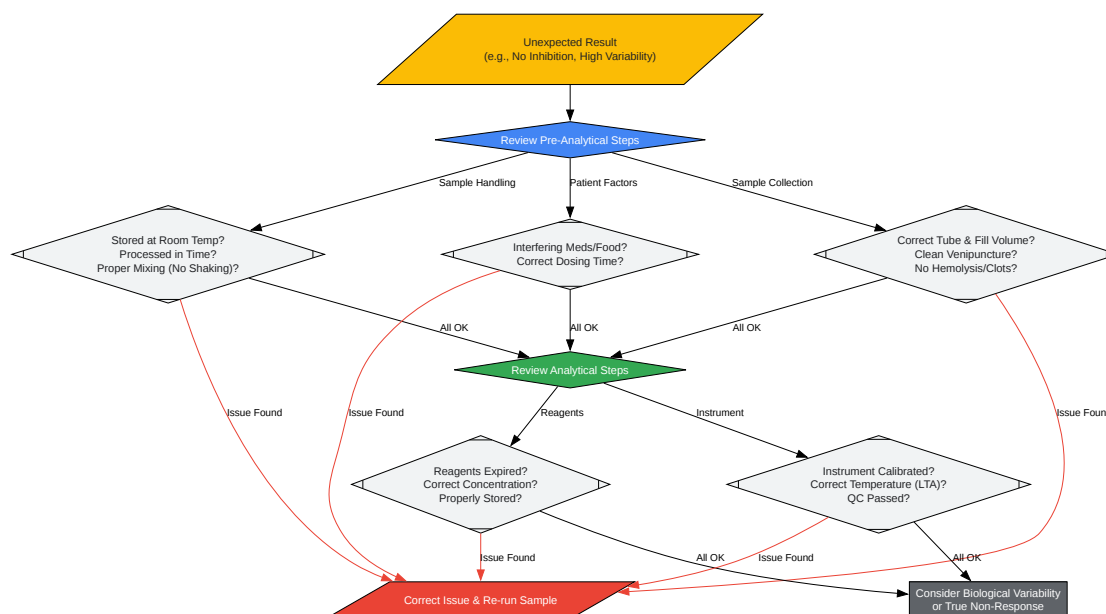 Unexpected Result
(e.g., No Inhibition, High Variability)
Review Pre-Analytical Steps
Sample Handling
Patient Factors
Sample Collection
Stored at Room Temp?
Processed in Time?
Proper Mixing (No Shaking)?
Interfering Meds/Food?
Correct Dosing Time?
Correct Tube & Fill Volume?
Clean Venipuncture?
No Hemolysis/Clots?
All OK
All OK
All OK
Review Analytical Steps
Issue Found
Issue Found
Reagents
Instrument
Issue Foun
Reagents Expired?
Correct Concentration?
Properly Stored?
Instrument Calibrated?
Correct Temperature (LTA)?
QC Passed?
Issue Found
All OK
Issue Found
All OK
Correct Issue & Re-run Sample
Consider Biological Variability
or True Non-Response